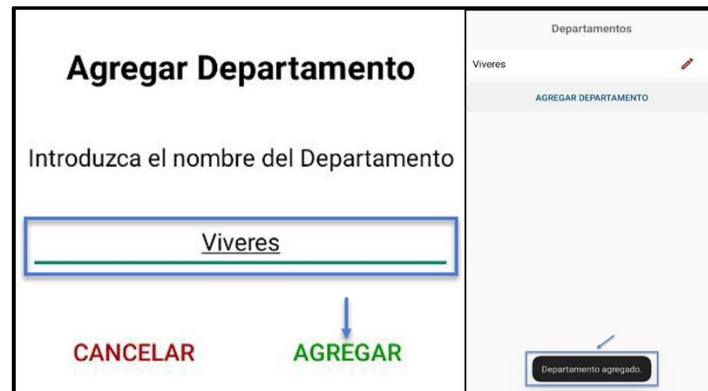 Agregar Departamento
Introduzca el nombre del Departamento
Viveres
CANCELAR
AGREGAR
Departamentos
Viveres
AGREGAR DEPARTAMENTO
Departamento agregado.